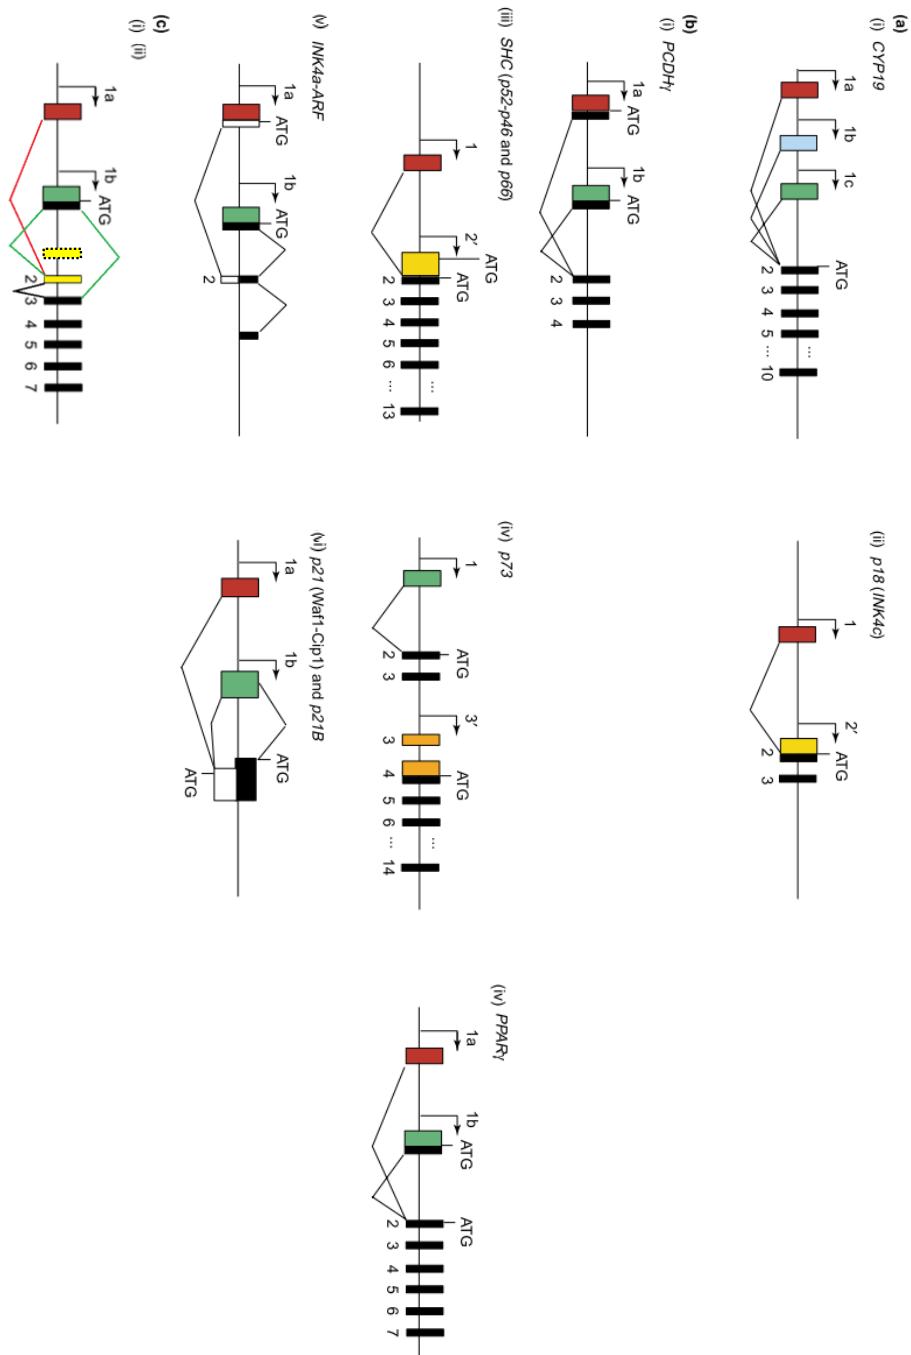 (a)
(i) CYP19
1a 1b 1c ATG
2 3 4 5 ... 10
...
(ii) p18 (INK4c)
1 2′ ATG
2 3
(b)
(i) PCDHγ
1a ATG 1b ATG
2 3 4
(iii) SHC (p52-p46 and p66)
1 2′ ATG ATG
2 3 4 5 6 ... 13
...
(iv) p73
1 ATG 3′ ATG
2 3 3 4 5 6 ... 14
...
(iv) PPARγ
1a 1b ATG ATG
2 3 4 5 6 7
(v) INK4a-ARF
1a ATG 1b ATG
2
(vi) p21 (Waf1-Cip1) and p21B
1a 1b ATG
ATG
(c)
(i) (ii)
1a 1b ATG
2 3 4 5 6 7